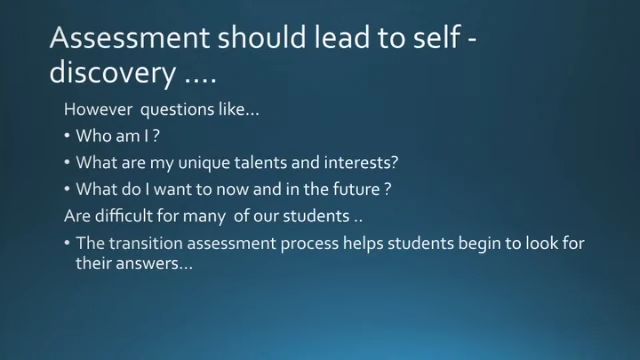 Assessment should lead to self -
discovery ....
However questions like...
• Who am I ?
• What are my unique talents and interests?
• What do I want to now and in the future ?
Are difficult for many of our students ..
• The transition assessment process helps students begin to look for
their answers...